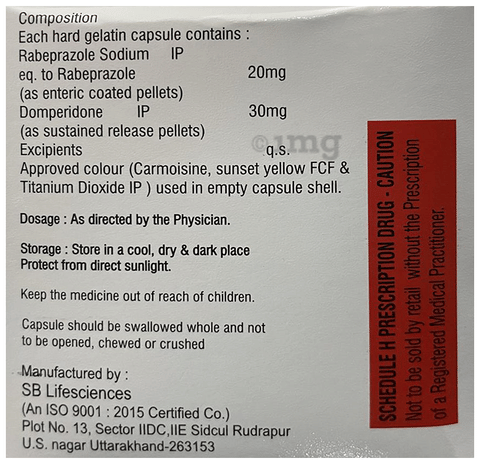 Composition
Each hard gelatin capsule contains :
Rabeprazole Sodium IP
eq. to Rabeprazole 20mg
(as enteric coated pellets)
Domperidone IP 30mg
(as sustained release pellets)
Excipients q.s.
Approved colour (Carmoisine, sunset yellow FCF &
Titanium Dioxide IP ) used in empty capsule shell.
Dosage : As directed by the Physician.
Storage : Store in a cool, dry & dark place
Protect from direct sunlight.
Keep the medicine out of reach of children.
Capsule should be swallowed whole and not
to be opened, chewed or crushed
Manufactured by :
SB Lifesciences
(An ISO 9001 : 2015 Certified Co.)
Plot No. 13, Sector IIDC,IIE Sidcul Rudrapur
U.S. nagar Uttarakhand-263153
SCHEDULE H PRESCRIPTION DRUG - CAUTION
Not to be sold by retail without the Prescription
of a Registered Medical Practitioner.
©1mg